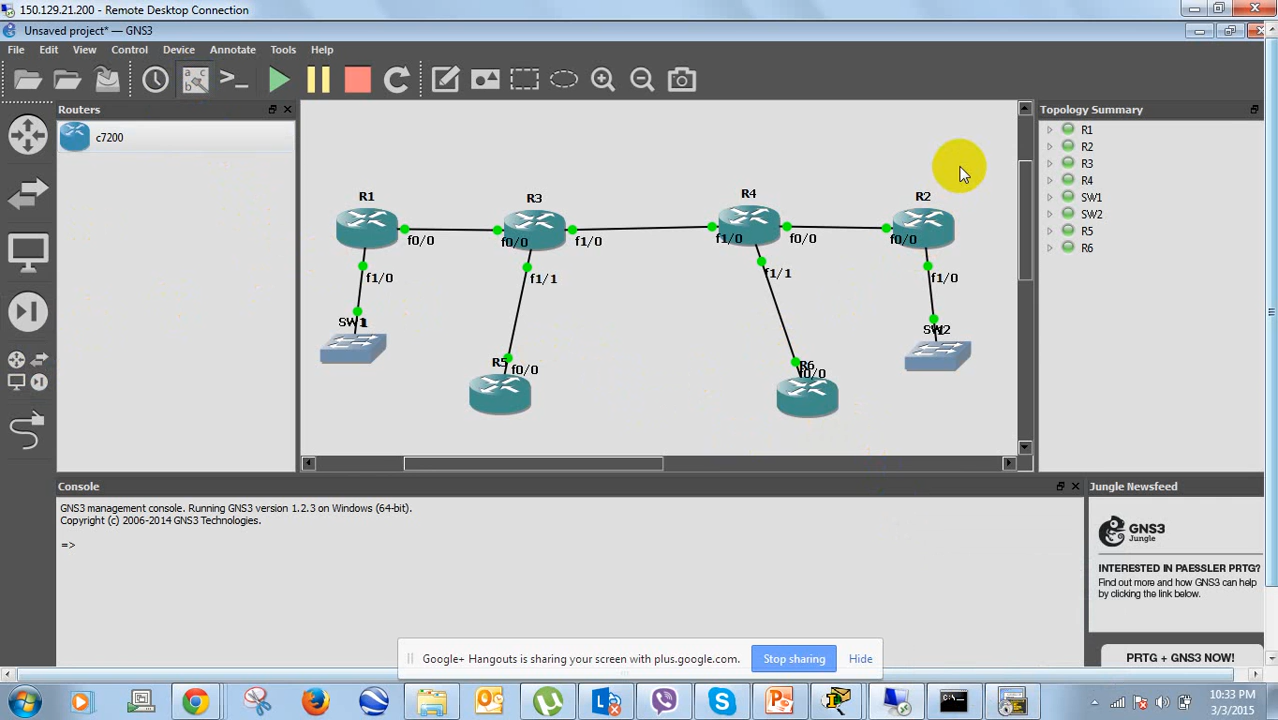 150.129.21.200 - Remote Desktop Connection
Unsaved project* — GNS3
File Edit View Control Device Annotate Tools Help
Routers
Topology Summary
c7200
R1
R2
R3
R4
SW1
SW2
R5
R6
R1 R3 R4 R2
f0/0 f0/0 f1/0 f1/0 f0/0 f0/0
f1/0 f1/1 f1/1 f1/0
SW1 SW2
R5 R6
f0/0 f0/0
Console
GNS3 management console. Running GNS3 version 1.2.3 on Windows (64-bit).
Copyright (c) 2006-2014 GNS3 Technologies.
=>
Jungle Newsfeed
GNS3
Jungle
INTERESTED IN PAESSLER PRTG?
Find out more and how GNS3 can help
by clicking the link below.
PRTG + GNS3 NOW!
Google+ Hangouts is sharing your screen with plus.google.com. Stop sharing Hide
10:33 PM
3/3/2015